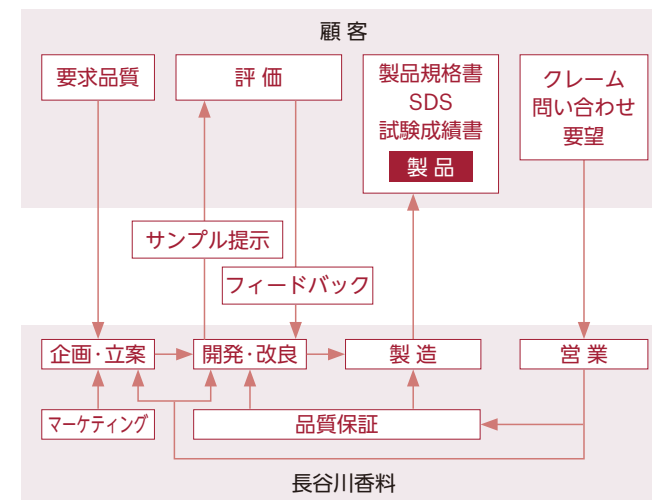 顧 客
要求品質
評 価
製品規格書
SDS
試験成績書
製 品
クレーム
問い合わせ
要望
サンプル提示
フィードバック
企画・立案
開発・改良
製 造
営 業
マーケティング
品質保証
長谷川香料